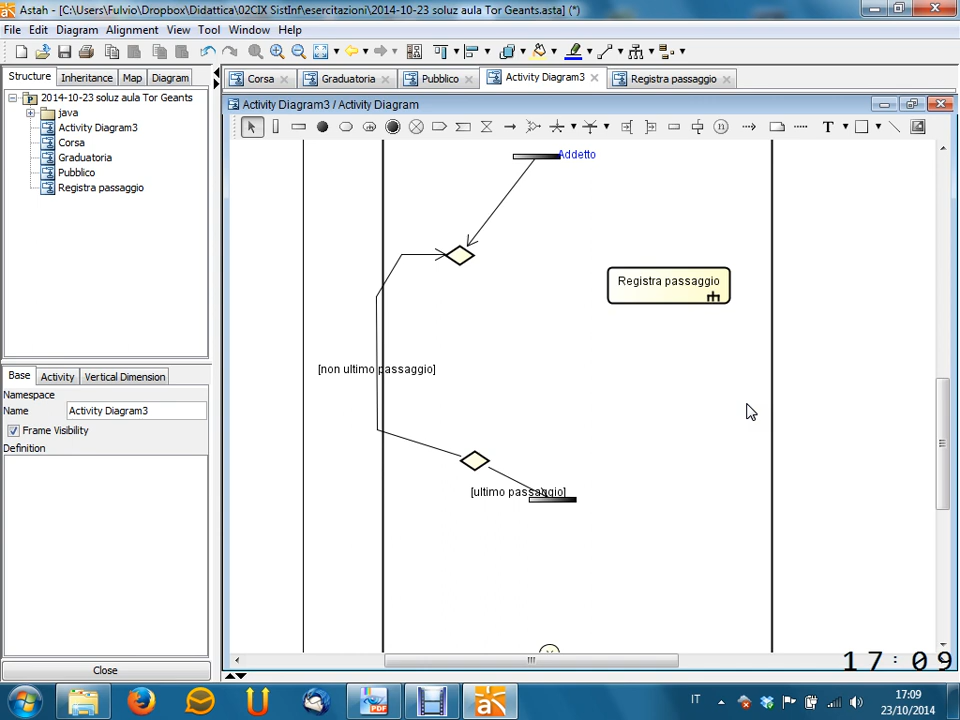 Astah - [C:\Users\Fulvio\Dropbox\Didattica\02CIX SistInf\esercitazioni\2014-10-23 soluz aula Tor Geants.asta] (*)
File Edit Diagram Alignment View Tool Window Help
Structure Inheritance Map Diagram
Corsa Graduatoria Pubblico Activity Diagram3 Registra passaggio
2014-10-23 soluz aula Tor Geants
java
Activity Diagram3
Corsa
Graduatoria
Pubblico
Registra passaggio
Activity Diagram3 / Activity Diagram
n
T
Addetto
Registra passaggio
[non ultimo passaggio]
[ultimo passaggio]
Base Activity Vertical Dimension
Namespace
Name Activity Diagram3
Frame Visibility
Definition
Close
17:09
PDF
IT
17:09
23/10/2014